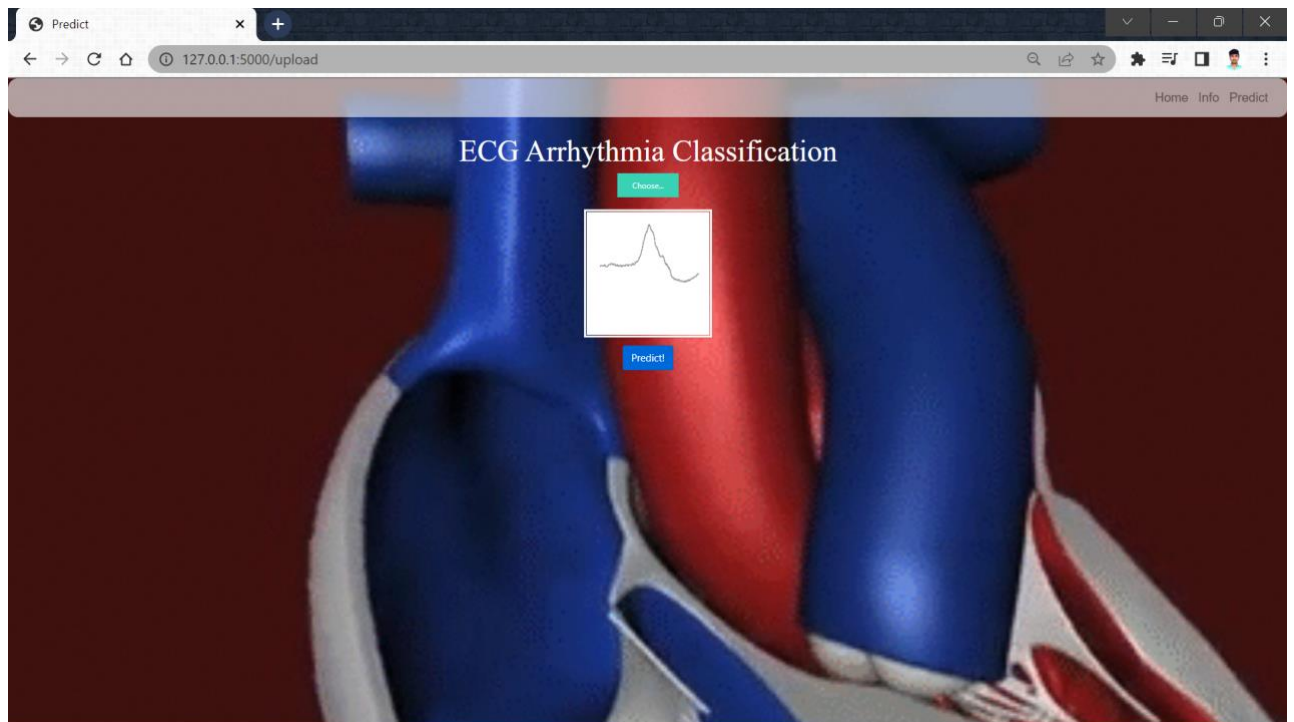 Predict
127.0.0.1:5000/upload
Home Info Predict
ECG Arrhythmia Classification
Choose...
Predict!